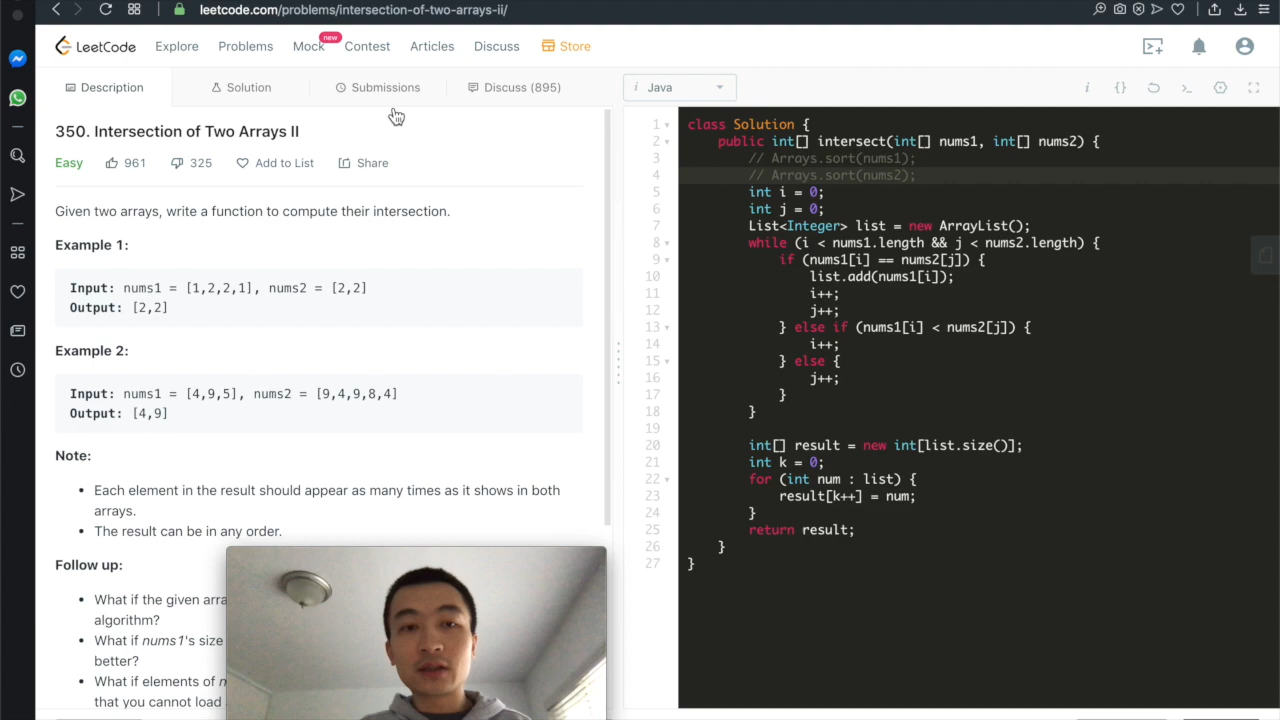 leetcode.com/problems/intersection-of-two-arrays-ii/
LeetCode Explore Problems Mock new Contest Articles Discuss Store
Description Solution Submissions Discuss (895)
i Java
350. Intersection of Two Arrays II
Easy 961 325 Add to List Share
Given two arrays, write a function to compute their intersection.
Example 1:
Input: nums1 = [1,2,2,1], nums2 = [2,2]
Output: [2,2]
Example 2:
Input: nums1 = [4,9,5], nums2 = [9,4,9,8,4]
Output: [4,9]
Note:
• Each element in the result should appear as many times as it shows in both
arrays.
• The result can be in any order.
Follow up:
• What if the given arra
algorithm?
• What if nums1's size
better?
• What if elements of n
that you cannot load
1 class Solution {
2 public int[] intersect(int[] nums1, int[] nums2) {
3 // Arrays.sort(nums1);
4 // Arrays.sort(nums2);
5 int i = 0;
6 int j = 0;
7 List<Integer> list = new ArrayList();
8 while (i < nums1.length && j < nums2.length) {
9 if (nums1[i] == nums2[j]) {
10 list.add(nums1[i]);
11 i++;
12 j++;
13 } else if (nums1[i] < nums2[j]) {
14 i++;
15 } else {
16 j++;
17 }
18 }
19
20 int[] result = new int[list.size()];
21 int k = 0;
22 for (int num : list) {
23 result[k++] = num;
24 }
25 return result;
26 }
27 }